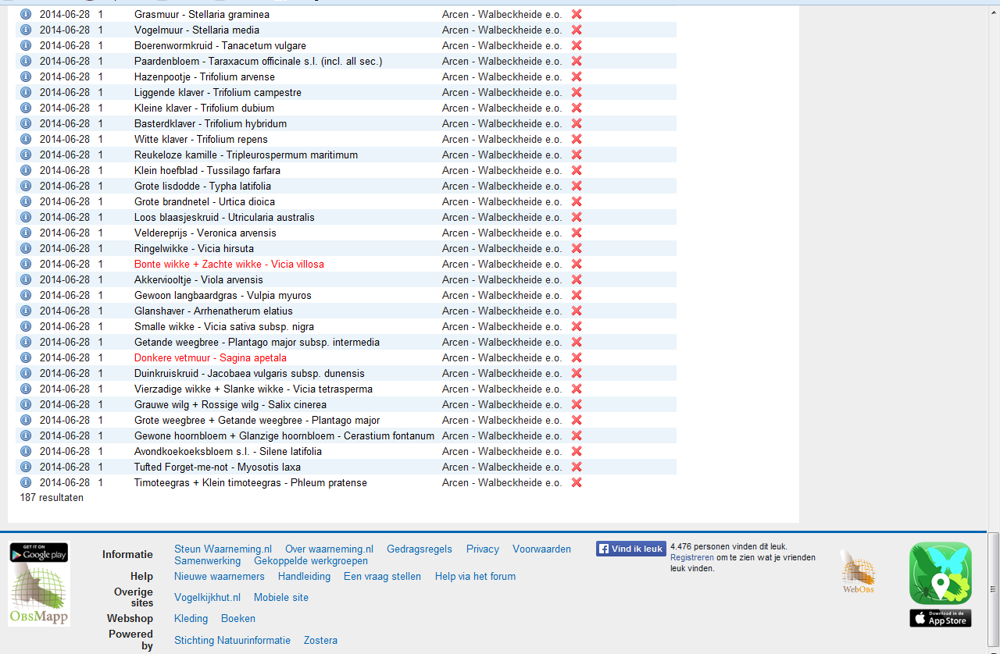 2014-06-28 1 Grasmuur - Stellaria graminea Arcen - Walbeckheide e.o.
2014-06-28 1 Vogelmuur - Stellaria media Arcen - Walbeckheide e.o.
2014-06-28 1 Boerenwormkruid - Tanacetum vulgare Arcen - Walbeckheide e.o.
2014-06-28 1 Paardenbloem - Taraxacum officinale s.l. (incl. all sec.) Arcen - Walbeckheide e.o.
2014-06-28 1 Hazenpootje - Trifolium arvense Arcen - Walbeckheide e.o.
2014-06-28 1 Liggende klaver - Trifolium campestre Arcen - Walbeckheide e.o.
2014-06-28 1 Kleine klaver - Trifolium dubium Arcen - Walbeckheide e.o.
2014-06-28 1 Basterdklaver - Trifolium hybridum Arcen - Walbeckheide e.o.
2014-06-28 1 Witte klaver - Trifolium repens Arcen - Walbeckheide e.o.
2014-06-28 1 Reukeloze kamille - Tripleurospermum maritimum Arcen - Walbeckheide e.o.
2014-06-28 1 Klein hoefblad - Tussilago farfara Arcen - Walbeckheide e.o.
2014-06-28 1 Grote lisdodde - Typha latifolia Arcen - Walbeckheide e.o.
2014-06-28 1 Grote brandnetel - Urtica dioica Arcen - Walbeckheide e.o.
2014-06-28 1 Loos blaasjeskruid - Utricularia australis Arcen - Walbeckheide e.o.
2014-06-28 1 Veldereprijs - Veronica arvensis Arcen - Walbeckheide e.o.
2014-06-28 1 Ringelwikke - Vicia hirsuta Arcen - Walbeckheide e.o.
2014-06-28 1 Bonte wikke + Zachte wikke - Vicia villosa Arcen - Walbeckheide e.o.
2014-06-28 1 Akkerviooltje - Viola arvensis Arcen - Walbeckheide e.o.
2014-06-28 1 Gewoon langbaardgras - Vulpia myuros Arcen - Walbeckheide e.o.
2014-06-28 1 Glanshaver - Arrhenatherum elatius Arcen - Walbeckheide e.o.
2014-06-28 1 Smalle wikke - Vicia sativa subsp. nigra Arcen - Walbeckheide e.o.
2014-06-28 1 Getande weegbree - Plantago major subsp. intermedia Arcen - Walbeckheide e.o.
2014-06-28 1 Donkere vetmuur - Sagina apetala Arcen - Walbeckheide e.o.
2014-06-28 1 Duinkruiskruid - Jacobaea vulgaris subsp. dunensis Arcen - Walbeckheide e.o.
2014-06-28 1 Vierzadige wikke + Slanke wikke - Vicia tetrasperma Arcen - Walbeckheide e.o.
2014-06-28 1 Grauwe wilg + Rossige wilg - Salix cinerea Arcen - Walbeckheide e.o.
2014-06-28 1 Grote weegbree + Getande weegbree - Plantago major Arcen - Walbeckheide e.o.
2014-06-28 1 Gewone hoornbloem + Glanzige hoornbloem - Cerastium fontanum Arcen - Walbeckheide e.o.
2014-06-28 1 Avondkoekoeksbloem s.l. - Silene latifolia Arcen - Walbeckheide e.o.
2014-06-28 1 Tufted Forget-me-not - Myosotis laxa Arcen - Walbeckheide e.o.
2014-06-28 1 Timoteegras + Klein timoteegras - Phleum pratense Arcen - Walbeckheide e.o.
187 resultaten
GET IT ON
Google play
ObsMapp
Informatie
Steun Waarneming.nl Over waarneming.nl Gedragsregels Privacy Voorwaarden
Samenwerking Gekoppelde werkgroepen
Help
Nieuwe waarnemers Handleiding Een vraag stellen Help via het forum
Overige
sites
Vogelkijkhut.nl Mobiele site
Webshop
Kleding Boeken
Powered
by
Stichting Natuurinformatie Zostera
Vind ik leuk
4.476 personen vinden dit leuk.
Registreren om te zien wat je vrienden
leuk vinden.
WebObs
Download in de
App Store